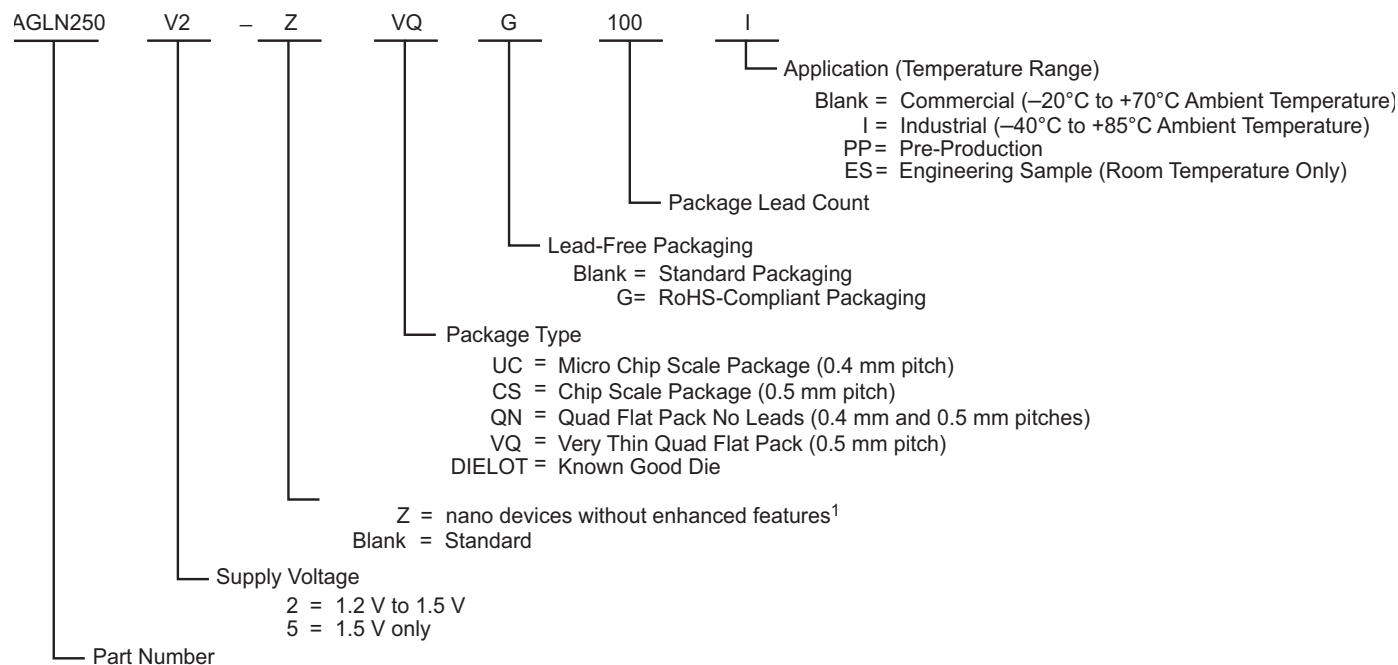 AGLN250 V2 – Z VQ G 100 I
Application (Temperature Range)
Blank = Commercial (–20°C to +70°C Ambient Temperature)
I = Industrial (–40°C to +85°C Ambient Temperature)
PP= Pre-Production
ES= Engineering Sample (Room Temperature Only)
Package Lead Count
Lead-Free Packaging
Blank = Standard Packaging
G= RoHS-Compliant Packaging
Package Type
UC = Micro Chip Scale Package (0.4 mm pitch)
CS = Chip Scale Package (0.5 mm pitch)
QN = Quad Flat Pack No Leads (0.4 mm and 0.5 mm pitches)
VQ = Very Thin Quad Flat Pack (0.5 mm pitch)
DIELOT = Known Good Die
Z = nano devices without enhanced features1
Blank = Standard
Supply Voltage
2 = 1.2 V to 1.5 V
5 = 1.5 V only
Part Number